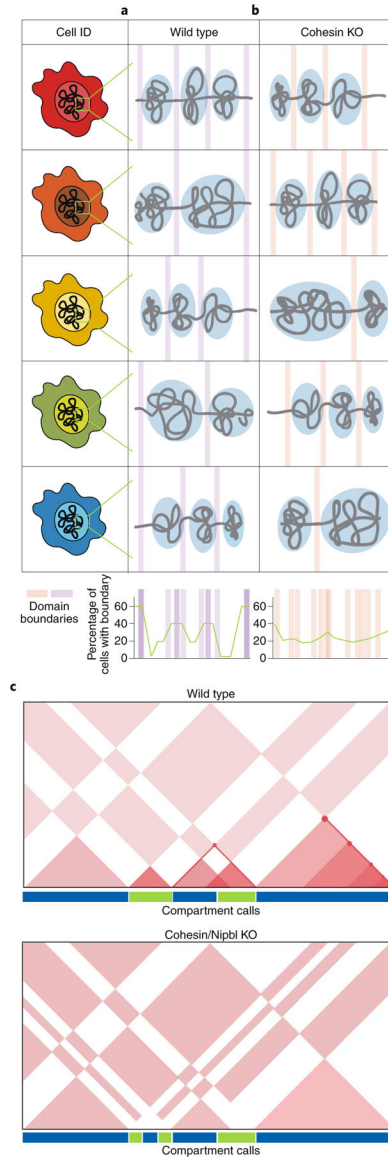 a
b
Cell ID
Wild type
Cohesin KO
Domain
boundaries
Percentage of
cells with boundary
60
40
20
0
60
40
20
0
c
Wild type
Compartment calls
Cohesin/Nipbl KO
Compartment calls